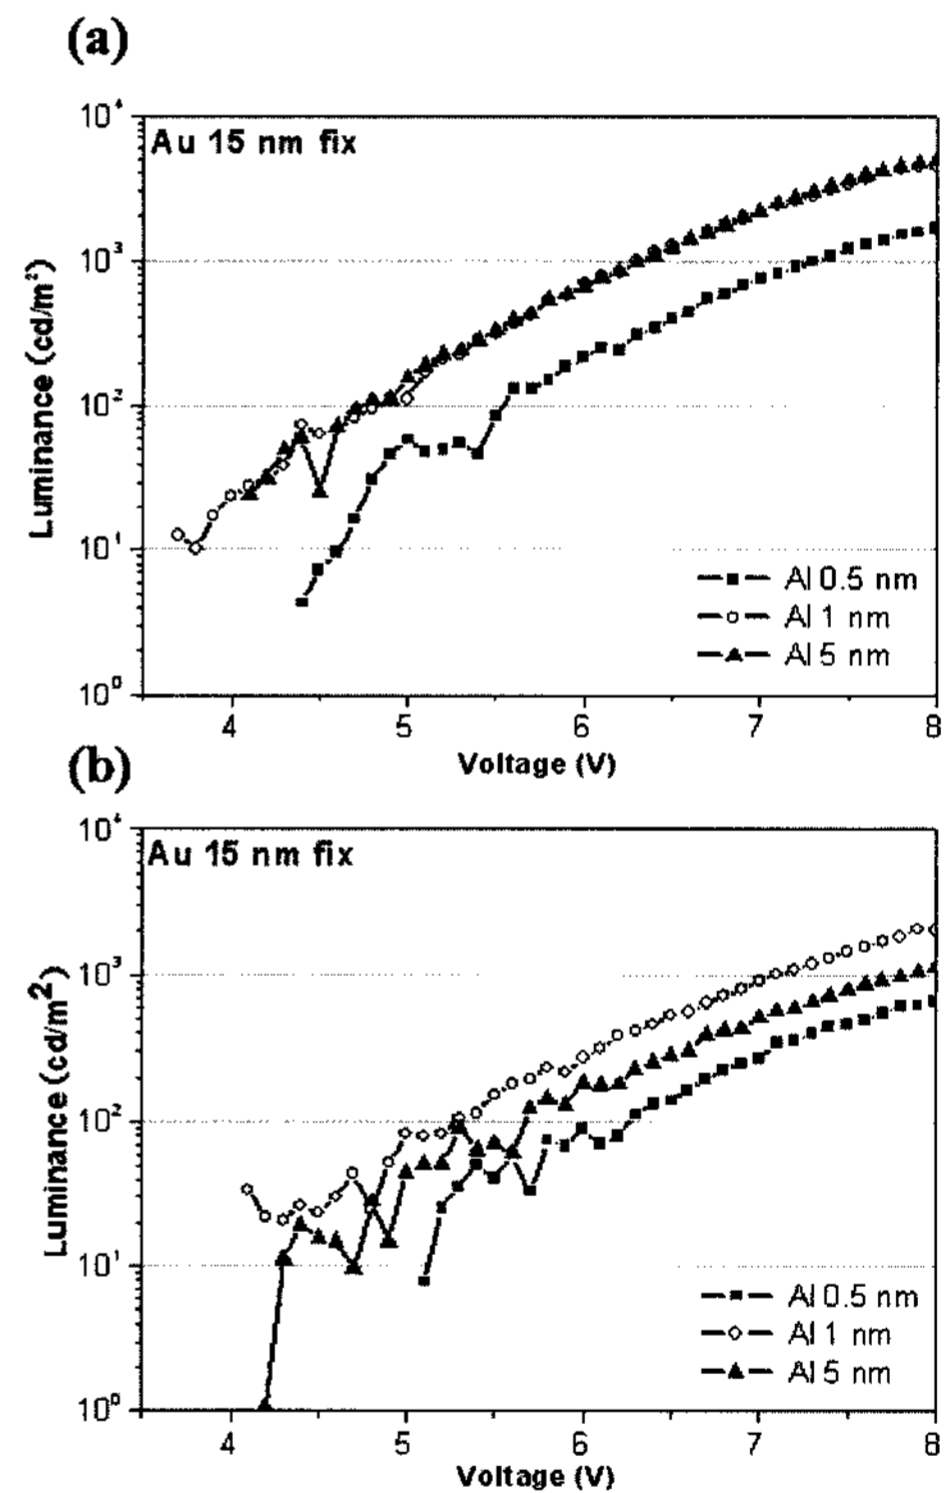 (a)
Au 15 nm fix
10⁴
10³
10²
10¹
10⁰
Luminance (cd/m²)
Al 0.5 nm
Al 1 nm
Al 5 nm
4 5 6 7 8
Voltage (V)
(b)
Au 15 nm fix
10⁴
10³
10²
10¹
10⁰
Luminance (cd/m²)
Al 0.5 nm
Al 1 nm
Al 5 nm
4 5 6 7 8
Voltage (V)